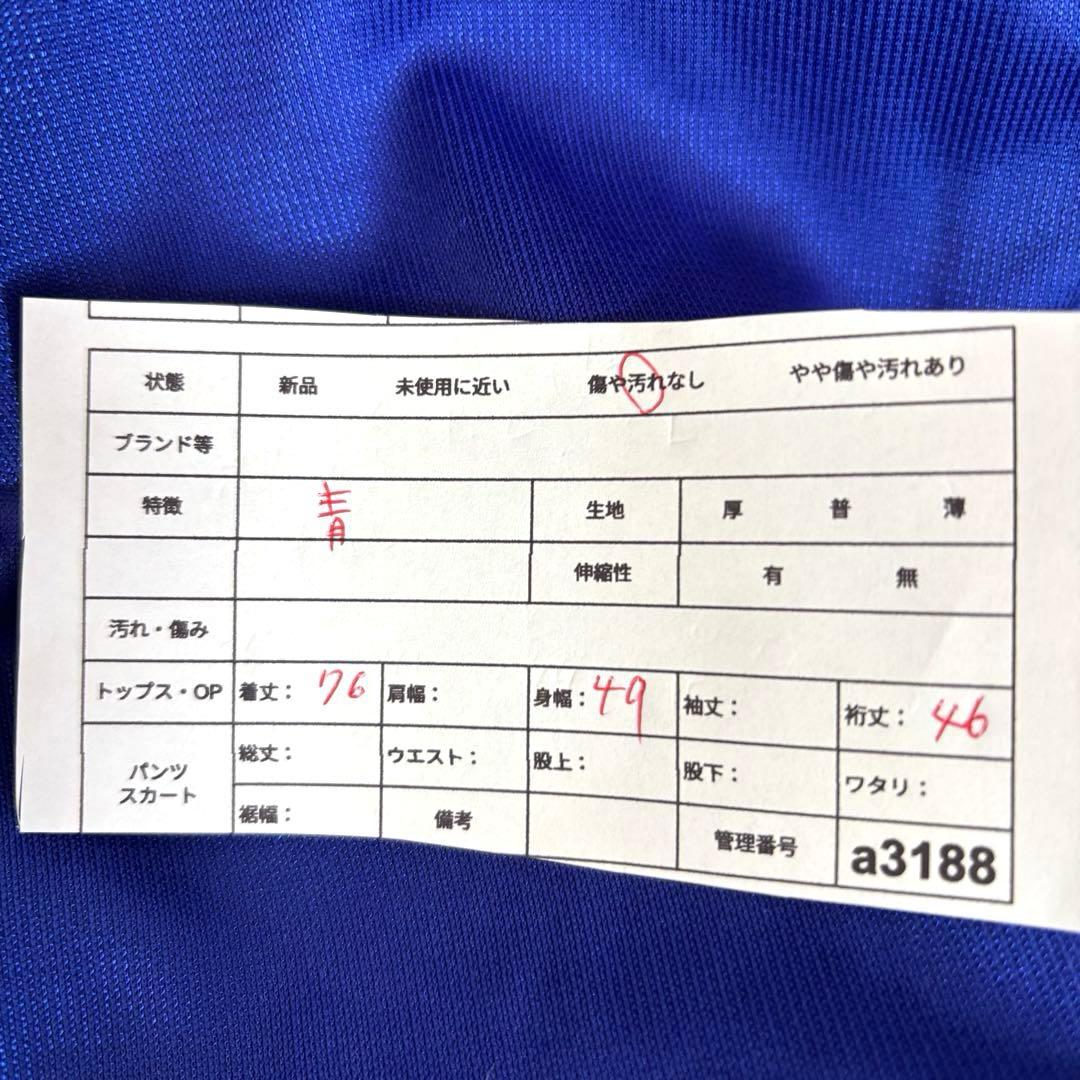 状態 新品 未使用に近い 傷や汚れなし やや傷や汚れあり
ブランド等
特徴 青 生地 厚 普 薄
伸縮性 有 無
汚れ・傷み
トップス・OP 着丈: 76 肩幅: 身幅: 49 袖丈: 裄丈: 46
パンツ スカート 総丈: ウエスト: 股上: 股下: ワタリ:
裾幅: 備考 管理番号 a3188